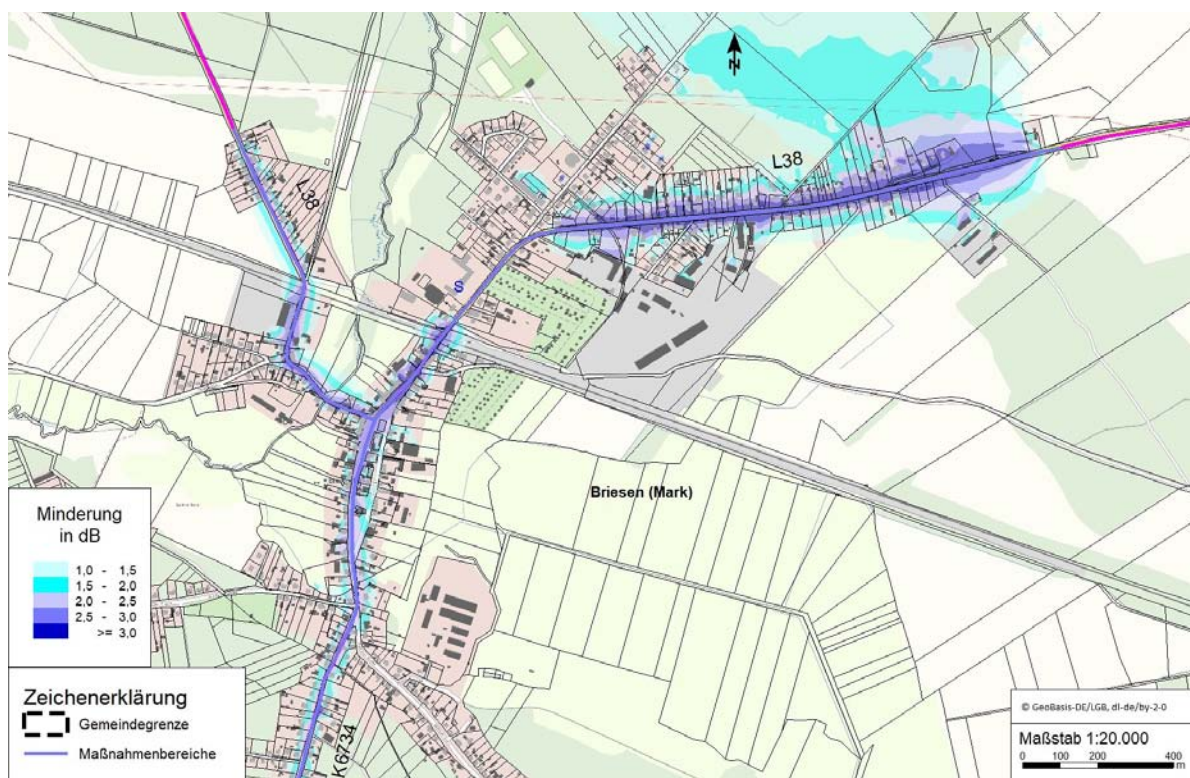 N
L38
L38
S
Briesen (Mark)
K6734
Minderung
in dB
1,0 - 1,5
1,5 - 2,0
2,0 - 2,5
2,5 - 3,0
>= 3,0
Zeichenerklärung
Gemeindegrenze
Maßnahmenbereiche
© GeoBasis-DE/LGB, dl-de/by-2-0
Maßstab 1:20.000
0 100 200 400
m